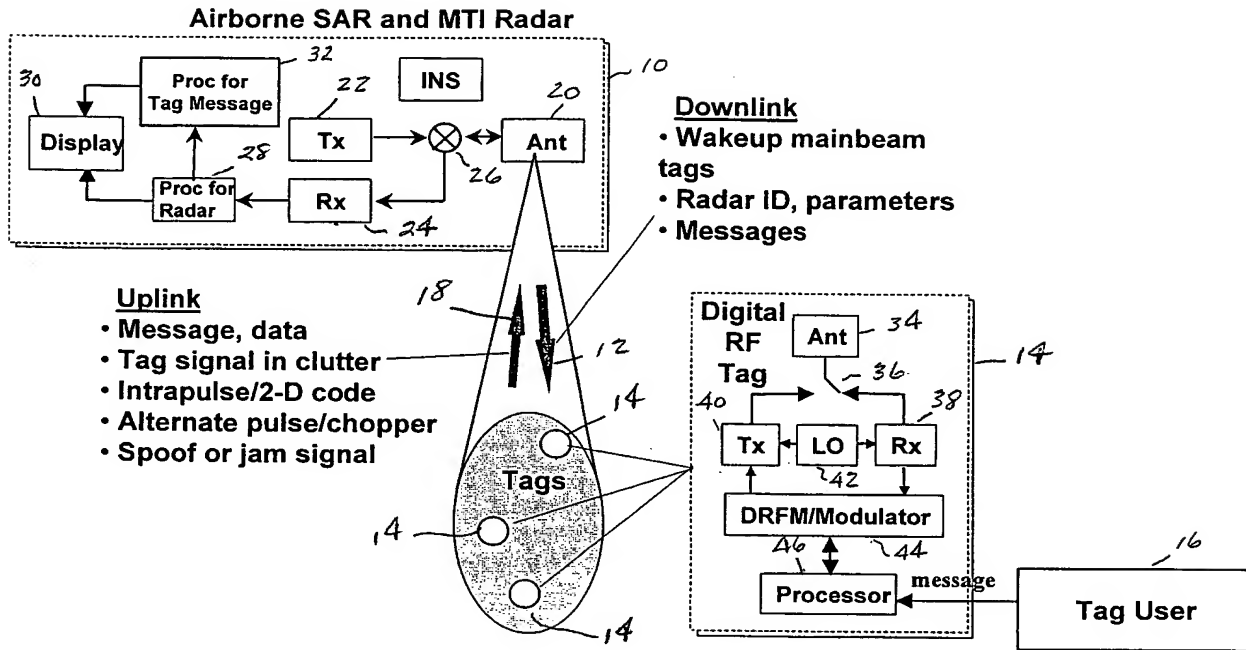 Airborne SAR and MTI Radar
32
10
30
Proc for
Tag Message
22
INS
20
Display
Tx
Ant
28
26
Proc for
Radar
Rx
24
Downlink
• Wakeup mainbeam
tags
• Radar ID, parameters
• Messages
Uplink
• Message, data
• Tag signal in clutter
• Intrapulse/2-D code
• Alternate pulse/chopper
• Spoof or jam signal
18
12
14
Tags
14
14
Digital
RF
Tag
Ant
34
14
36
40
38
Tx
LO
Rx
42
DRFM/Modulator
46
44
Processor
message
16
Tag User